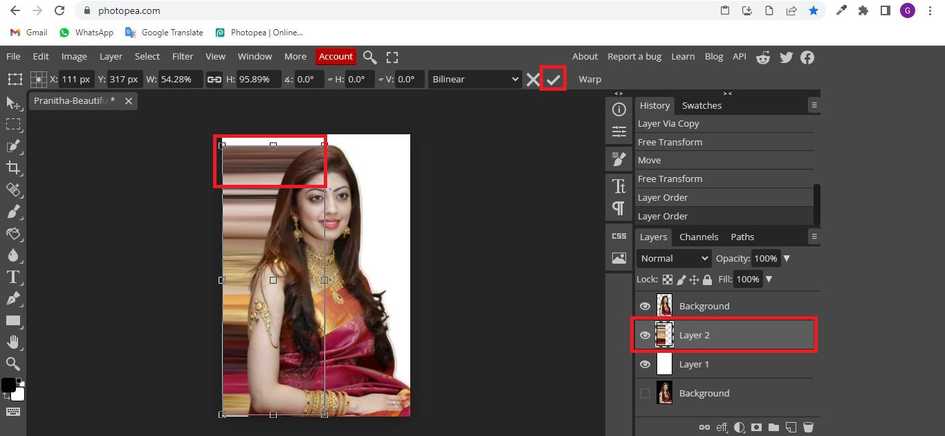 photopea.com
G
Gmail WhatsApp Google Translate Photopea | Online...
File Edit Image Layer Select Filter View Window More Account About Report a bug Learn Blog API
X: 111 px Y: 317 px W: 54.28% H: 95.89% ∡: 0.0° H: 0.0° V: 0.0° Bilinear Warp
Pranitha-Beautifu *
History Swatches
Layer Via Copy
Free Transform
Move
Free Transform
Layer Order
Layer Order
CSS
Layers Channels Paths
Normal Opacity: 100%
Lock: Fill: 100%
Background
Layer 2
Layer 1
Background
eff